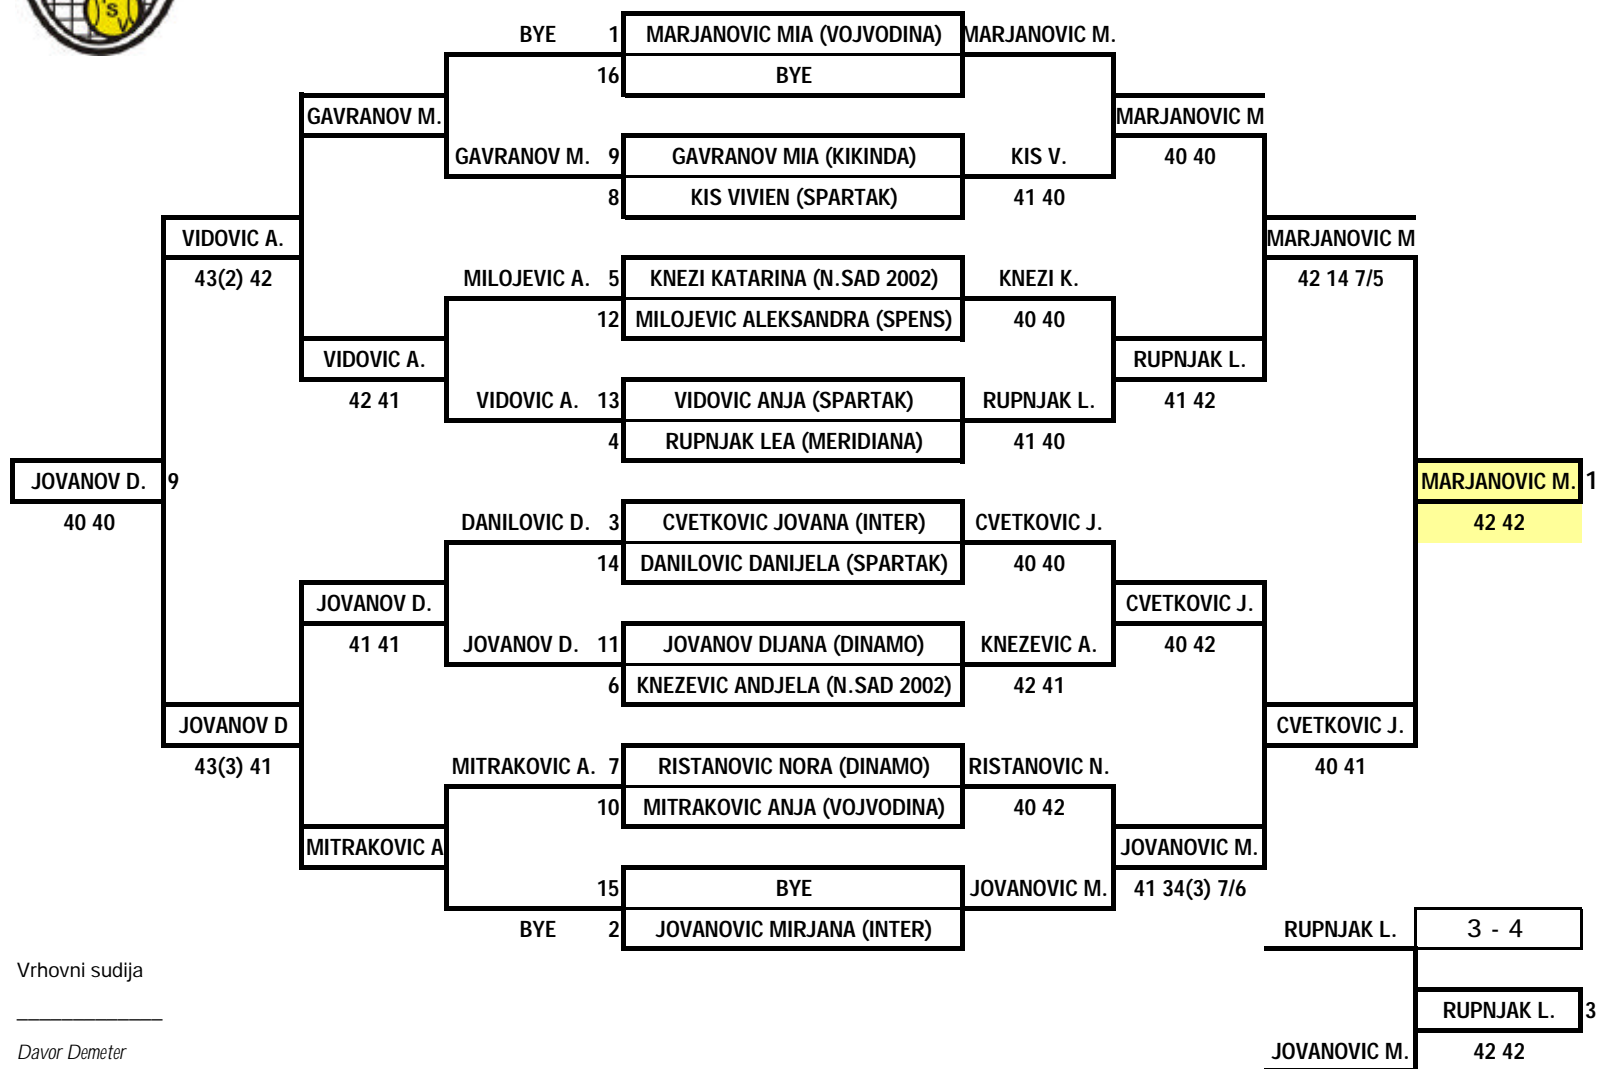 's
V
BYE 1 MARJANOVIC MIA (VOJVODINA) MARJANOVIC M.
16 BYE
GAVRANOV M. MARJANOVIC M
GAVRANOV M. 9 GAVRANOV MIA (KIKINDA) KIS V. 40 40
8 KIS VIVIEN (SPARTAK) 41 40
VIDOVIC A. MARJANOVIC M
43(2) 42 MILOJEVIC A. 5 KNEZI KATARINA (N.SAD 2002) KNEZI K. 42 14 7/5
12 MILOJEVIC ALEKSANDRA (SPENS) 40 40
VIDOVIC A. RUPNJAK L.
42 41 VIDOVIC A. 13 VIDOVIC ANJA (SPARTAK) RUPNJAK L. 41 42
4 RUPNJAK LEA (MERIDIANA) 41 40
JOVANOV D. 9 MARJANOVIC M. 1
40 40 DANILOVIC D. 3 CVETKOVIC JOVANA (INTER) CVETKOVIC J. 42 42
14 DANILOVIC DANIJELA (SPARTAK) 40 40
JOVANOV D. CVETKOVIC J.
41 41 JOVANOV D. 11 JOVANOV DIJANA (DINAMO) KNEZEVIC A. 40 42
6 KNEZEVIC ANDJELA (N.SAD 2002) 42 41
JOVANOV D CVETKOVIC J.
43(3) 41 MITRAKOVIC A. 7 RISTANOVIC NORA (DINAMO) RISTANOVIC N. 40 41
10 MITRAKOVIC ANJA (VOJVODINA) 40 42
MITRAKOVIC A JOVANOVIC M.
15 BYE JOVANOVIC M. 41 34(3) 7/6
BYE 2 JOVANOVIC MIRJANA (INTER) RUPNJAK L. 3 - 4
Vrhovni sudija
RUPNJAK L. 3
Davor Demeter JOVANOVIC M. 42 42